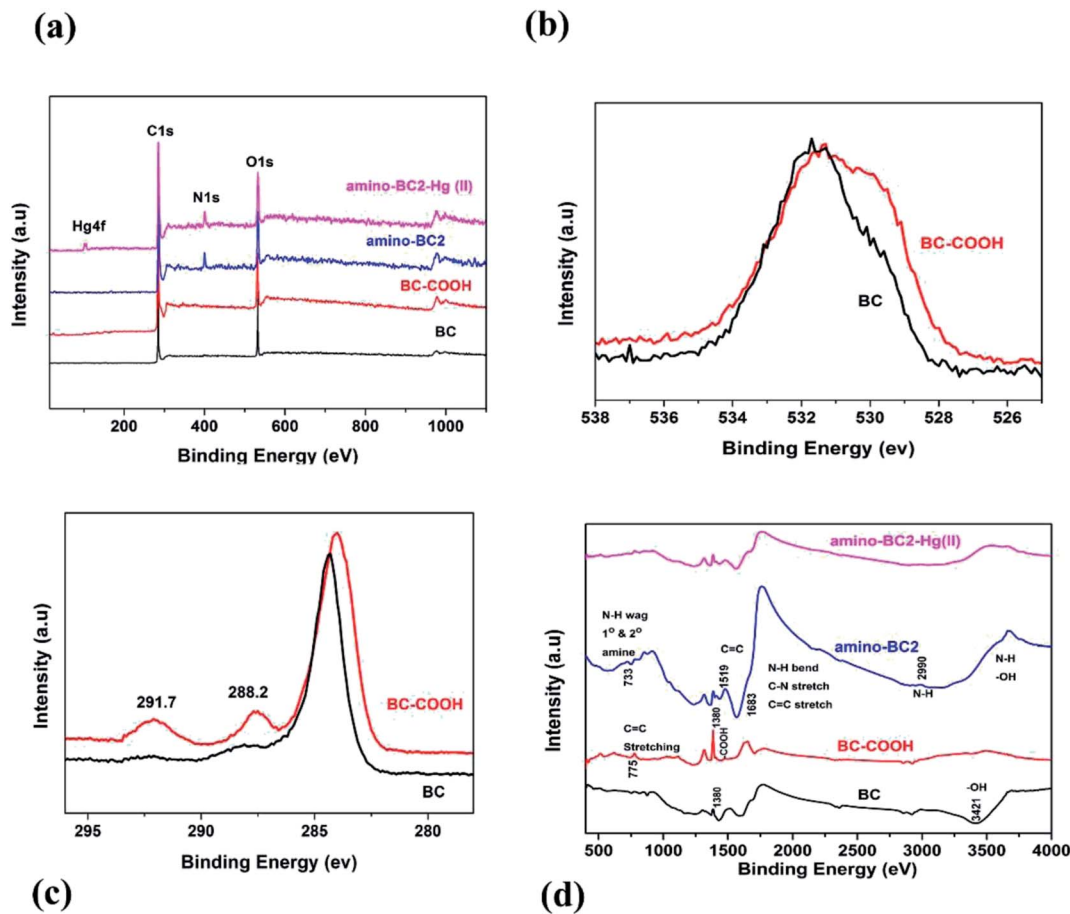 (a)
C1s
O1s
amino-BC2-Hg (II)
N1s
Hg4f
amino-BC2
BC-COOH
BC
Intensity (a.u)
200
400
600
800
1000
Binding Energy (eV)
(b)
BC-COOH
BC
Intensity (a.u)
538
536
534
532
530
528
526
Binding Energy (ev)
291.7
288.2
BC-COOH
BC
Intensity (a.u)
295
290
285
280
Binding Energy (ev)
(c)
amino-BC2-Hg(II)
N-H wag
1° & 2°
amine
733
C=C
1519
amino-BC2
N-H bend
C-N stretch
C=C stretch
1683
2990
N-H
N-H
-OH
C=C
Stretching
775
1380
-COOH
BC-COOH
1380
BC
-OH
3421
Intensity (a.u)
500
1000
1500
2000
2500
3000
3500
4000
Binding Energy (ev)
(d)